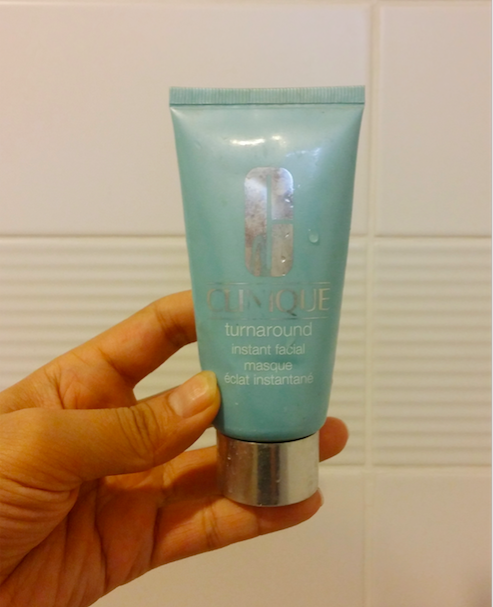 CLINIQUE
turnaround
instant facial
masque
éclat instantané